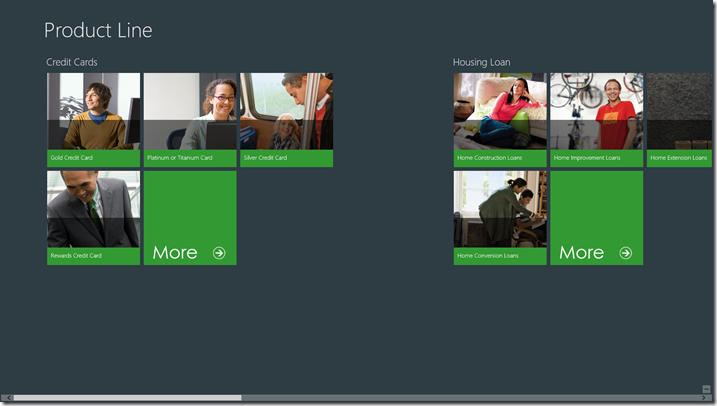 Product Line
Credit Cards
Gold Credit Card
Platinum or Titanium Card
Silver Credit Card
Rewards Credit Card
More
Housing Loan
Home Construction Loans
Home Improvement Loans
Home Extension Loans
Home Conversion Loans
More